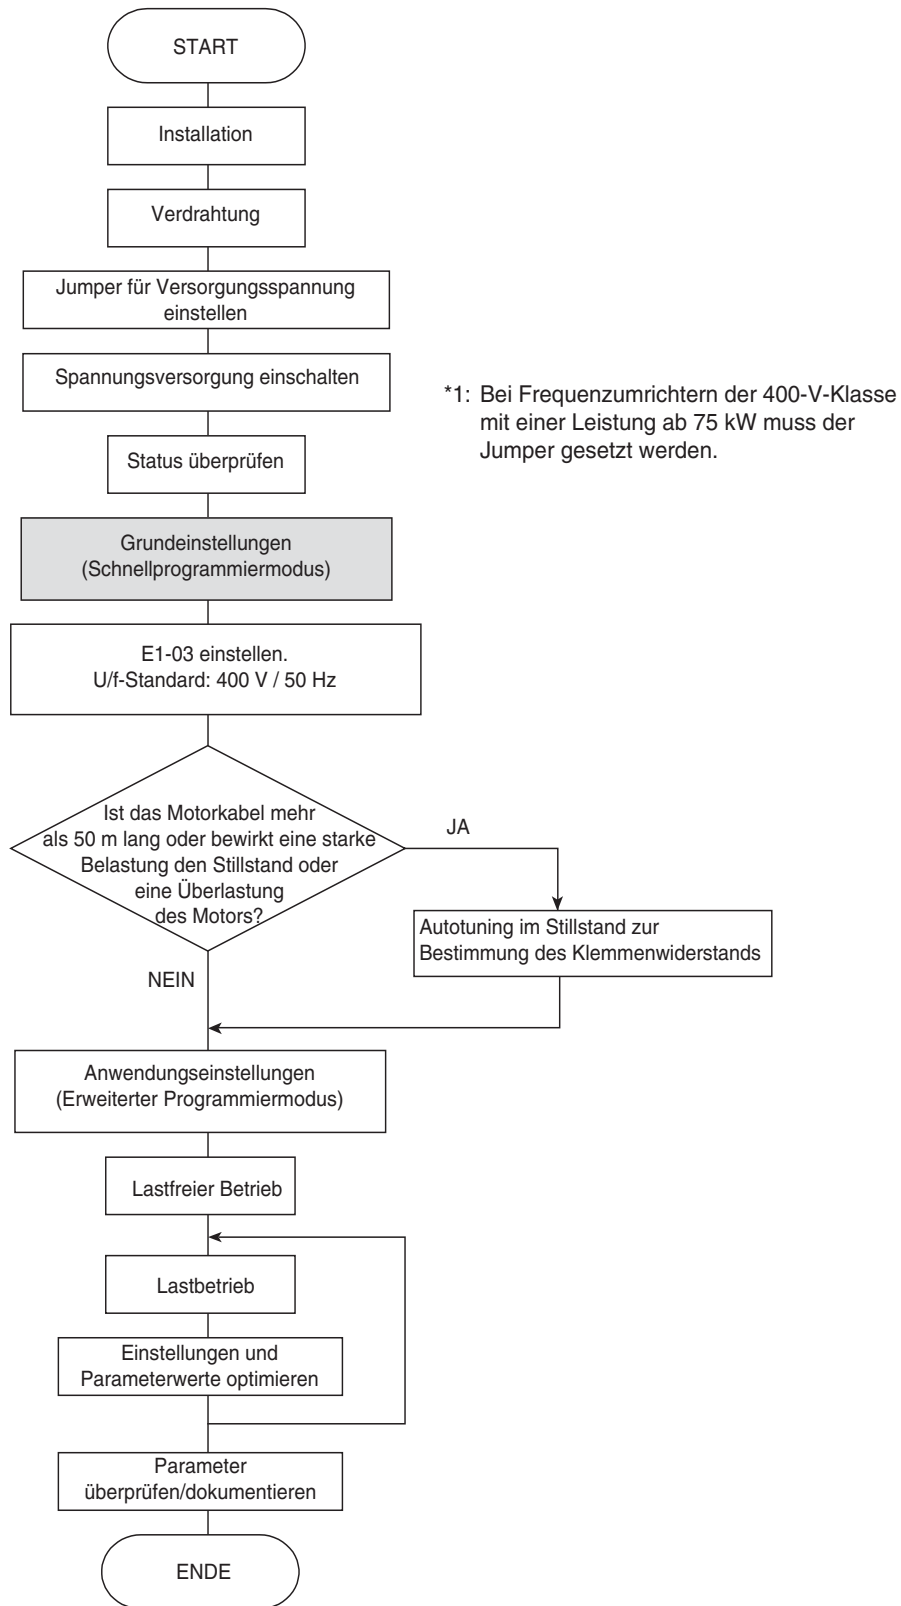 START
Installation
Verdrahtung
Jumper für Versorgungsspannung
einstellen
Spannungsversorgung einschalten
*1: Bei Frequenzumrichtern der 400-V-Klasse
mit einer Leistung ab 75 kW muss der
Jumper gesetzt werden.
Status überprüfen
Grundeinstellungen
(Schnellprogrammiermodus)
E1-03 einstellen.
U/f-Standard: 400 V / 50 Hz
Ist das Motorkabel mehr
als 50 m lang oder bewirkt eine starke
Belastung den Stillstand oder
eine Überlastung
des Motors?
JA
Autotuning im Stillstand zur
Bestimmung des Klemmenwiderstands
NEIN
Anwendungseinstellungen
(Erweiterter Programmiermodus)
Lastfreier Betrieb
Lastbetrieb
Einstellungen und
Parameterwerte optimieren
Parameter
überprüfen/dokumentieren
ENDE